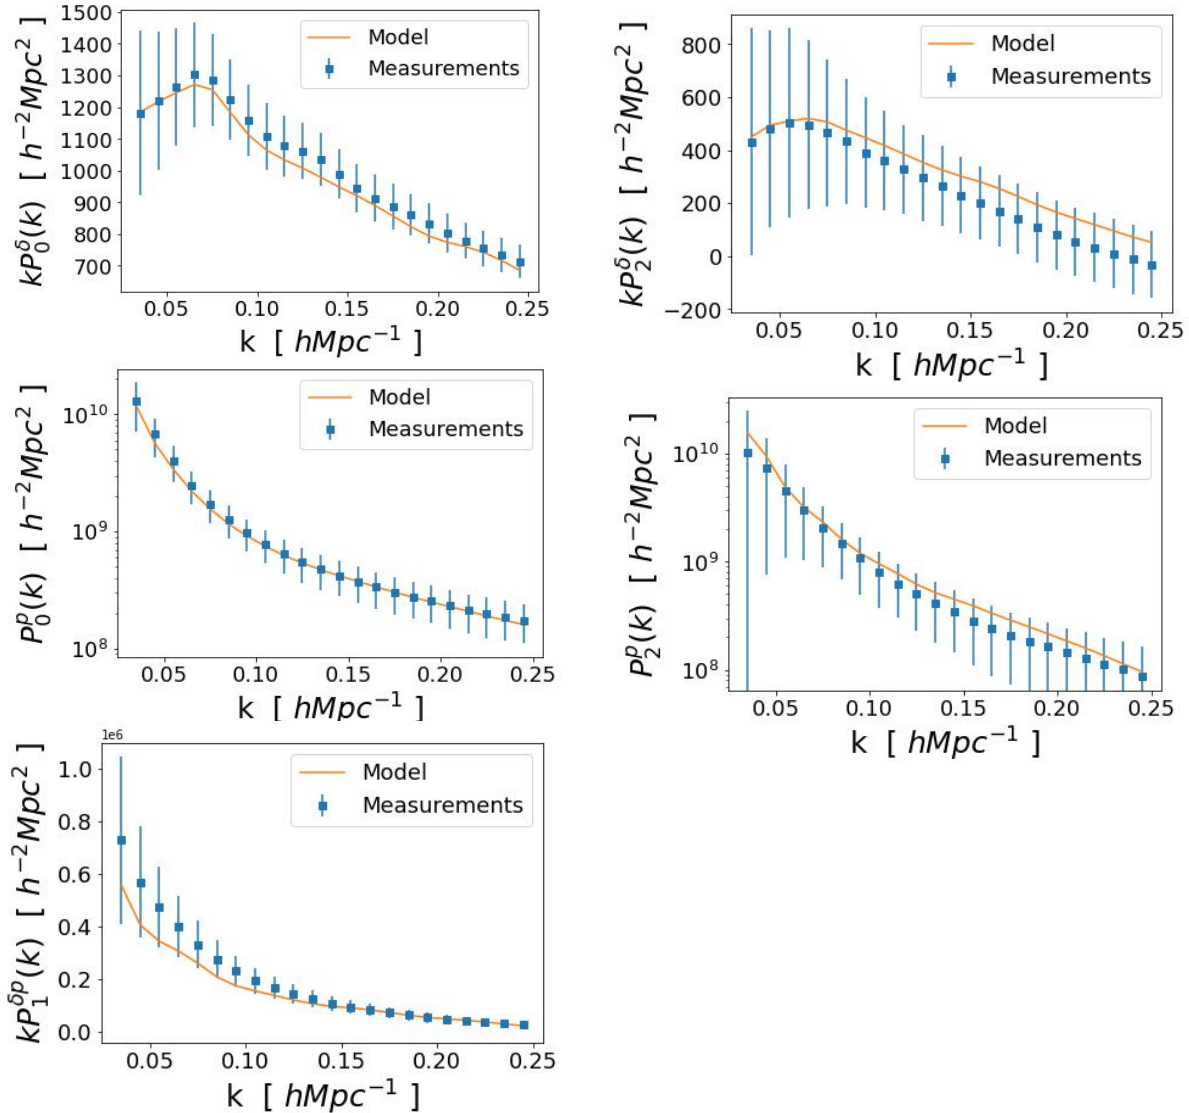 1500
1400
1300
1200
1100
1000
900
800
700
kP₀^δ(k) [ h⁻²Mpc² ]
Model
Measurements
0.05 0.10 0.15 0.20 0.25
k [ hMpc⁻¹ ]
800
600
400
200
0
−200
kP₂^δ(k) [ h⁻²Mpc² ]
Model
Measurements
0.05 0.10 0.15 0.20 0.25
k [ hMpc⁻¹ ]
10¹⁰
10⁹
10⁸
P₀^p(k) [ h⁻²Mpc² ]
Model
Measurements
0.05 0.10 0.15 0.20 0.25
k [ hMpc⁻¹ ]
10¹⁰
10⁹
10⁸
P₂^p(k) [ h⁻²Mpc² ]
Model
Measurements
0.05 0.10 0.15 0.20 0.25
k [ hMpc⁻¹ ]
1e6
1.0
0.8
0.6
0.4
0.2
0.0
kP₁^δp(k) [ h⁻²Mpc² ]
Model
Measurements
0.05 0.10 0.15 0.20 0.25
k [ hMpc⁻¹ ]